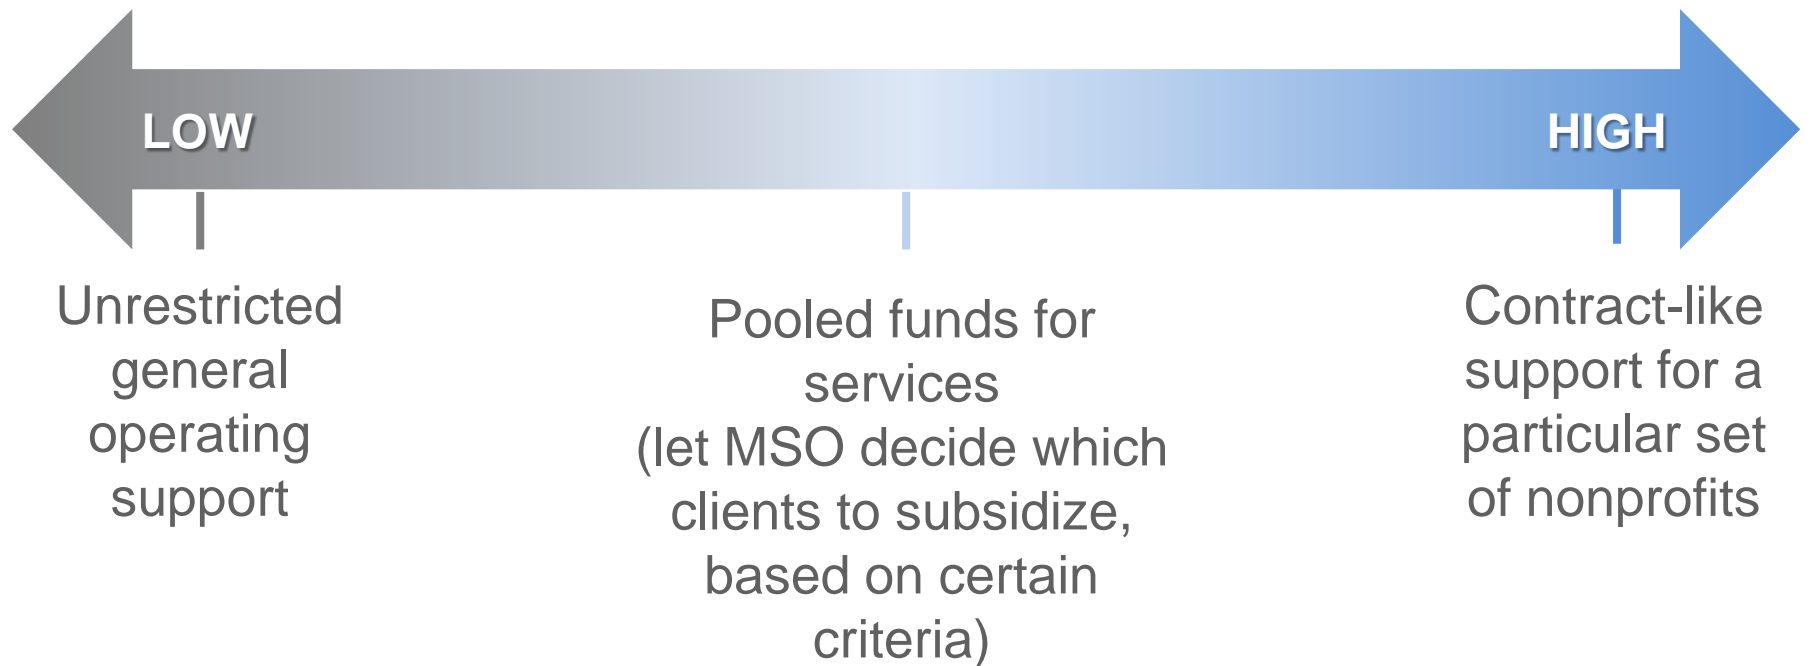 LOW
HIGH
Unrestricted
general
operating
support
Pooled funds for
services
(let MSO decide which
clients to subsidize,
based on certain
criteria)
Contract-like
support for a
particular set
of nonprofits